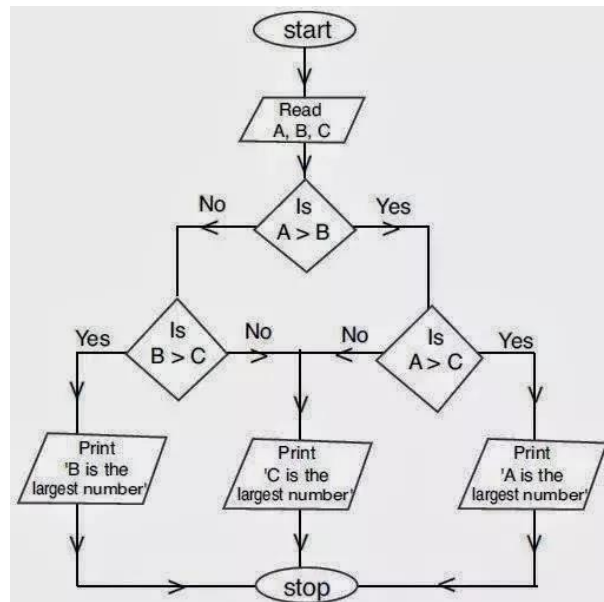 start
Read
A, B, C
No
Is
A > B
Yes
Yes
Is
B > C
No
No
Is
A > C
Yes
Print
'B is the
largest number'
Print
'C is the
largest number'
Print
'A is the
largest number'
stop